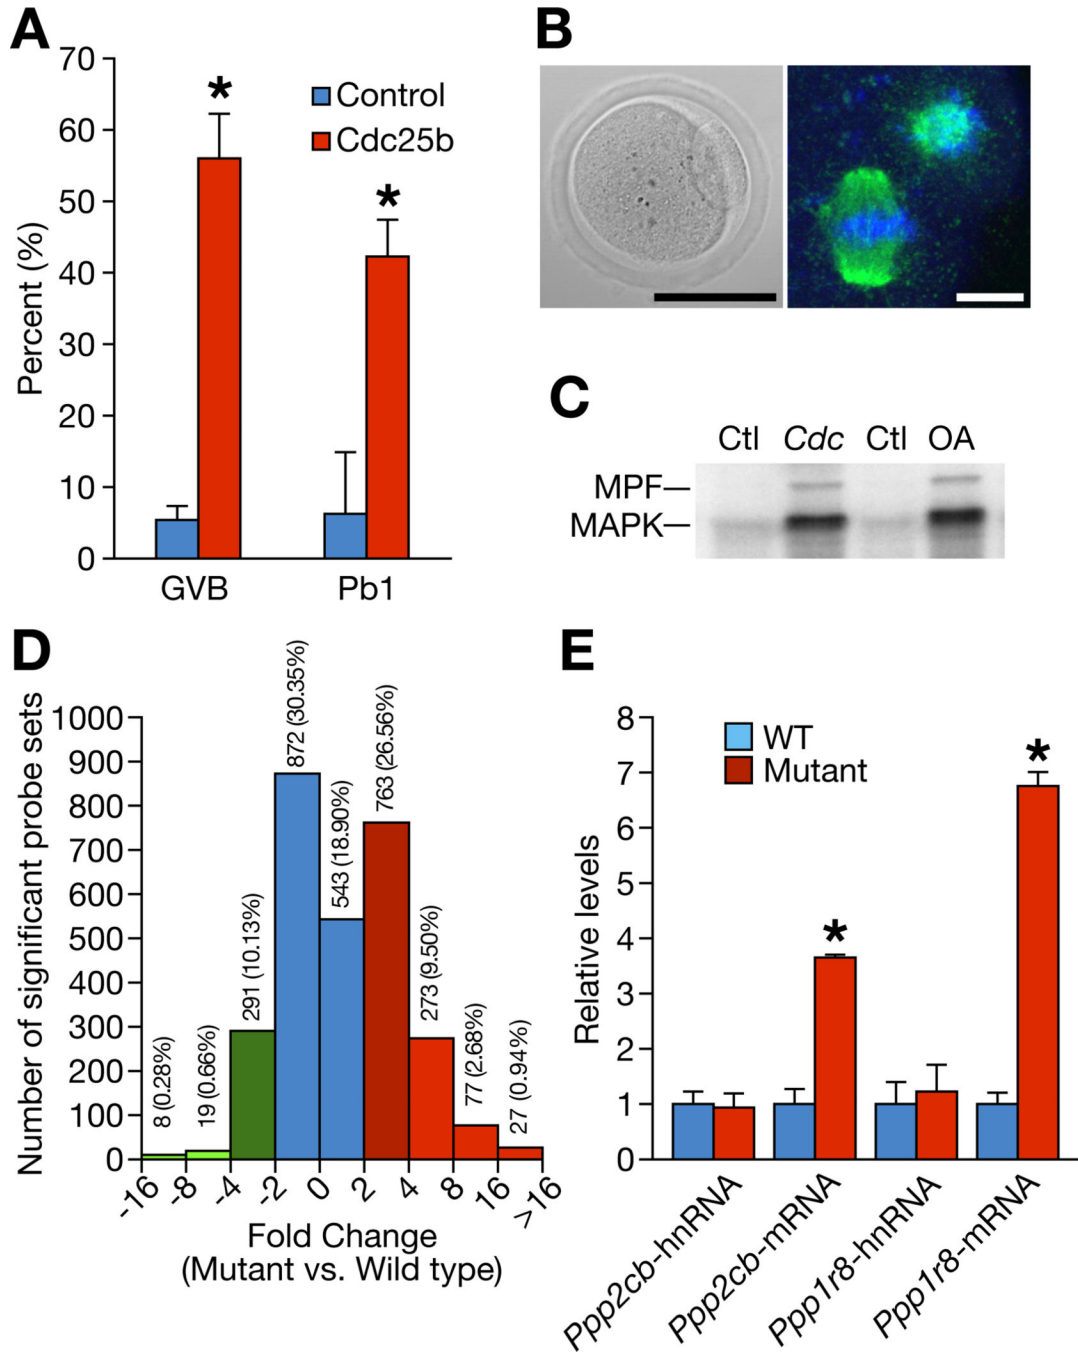 A
70
60
50
40
30
20
10
0
Percent (%)
*
*
Control
Cdc25b
GVB
Pb1
B
C
Ctl Cdc Ctl OA
MPF
MAPK
D
Number of significant probe sets
1000
900
800
700
600
500
400
300
200
100
0
8 (0.28%)
19 (0.66%)
291 (10.13%)
872 (30.35%)
543 (18.90%)
763 (26.56%)
273 (9.50%)
77 (2.68%)
27 (0.94%)
-16
-8
-4
-2
0
2
4
8
16
>16
Fold Change
(Mutant vs. Wild type)
E
Relative levels
8
7
6
5
4
3
2
1
0
WT
Mutant
*
*
Ppp2cb-hnRNA
Ppp2cb-mRNA
Ppp1r8-hnRNA
Ppp1r8-mRNA